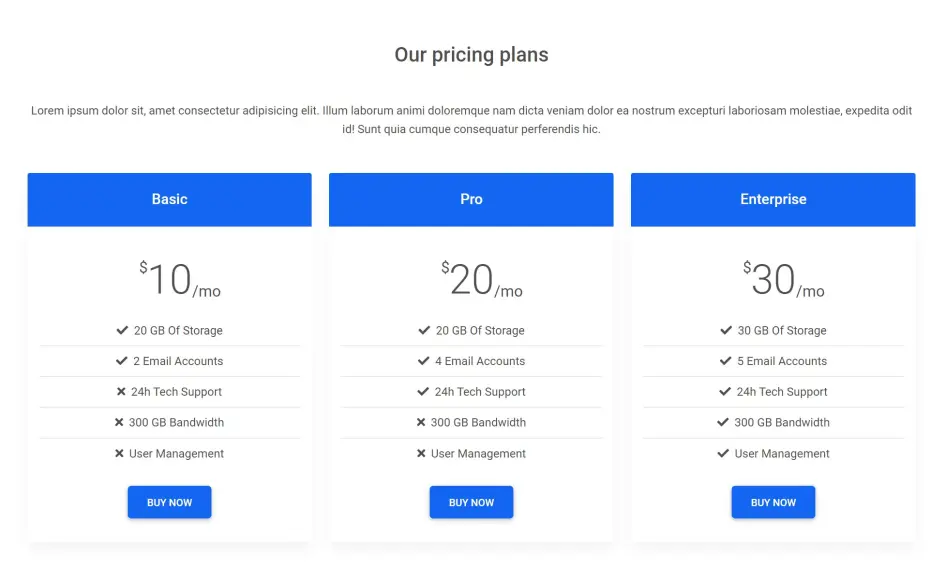 Our pricing plans
Lorem ipsum dolor sit, amet consectetur adipisicing elit. Illum laborum animi doloremque nam dicta veniam dolor ea nostrum excepturi laboriosam molestiae, expedita odit
id! Sunt quia cumque consequatur perferendis hic.
Basic
$10/mo
20 GB Of Storage
2 Email Accounts
24h Tech Support
300 GB Bandwidth
User Management
BUY NOW
Pro
$20/mo
20 GB Of Storage
4 Email Accounts
24h Tech Support
300 GB Bandwidth
User Management
BUY NOW
Enterprise
$30/mo
30 GB Of Storage
5 Email Accounts
24h Tech Support
300 GB Bandwidth
User Management
BUY NOW